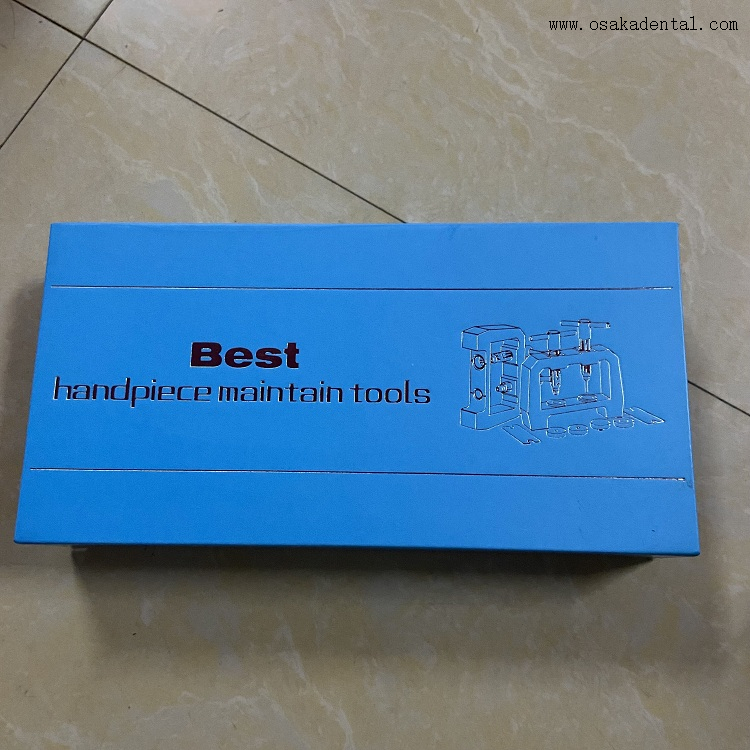 www.osakadental.com
Best
handpiece maintain tools